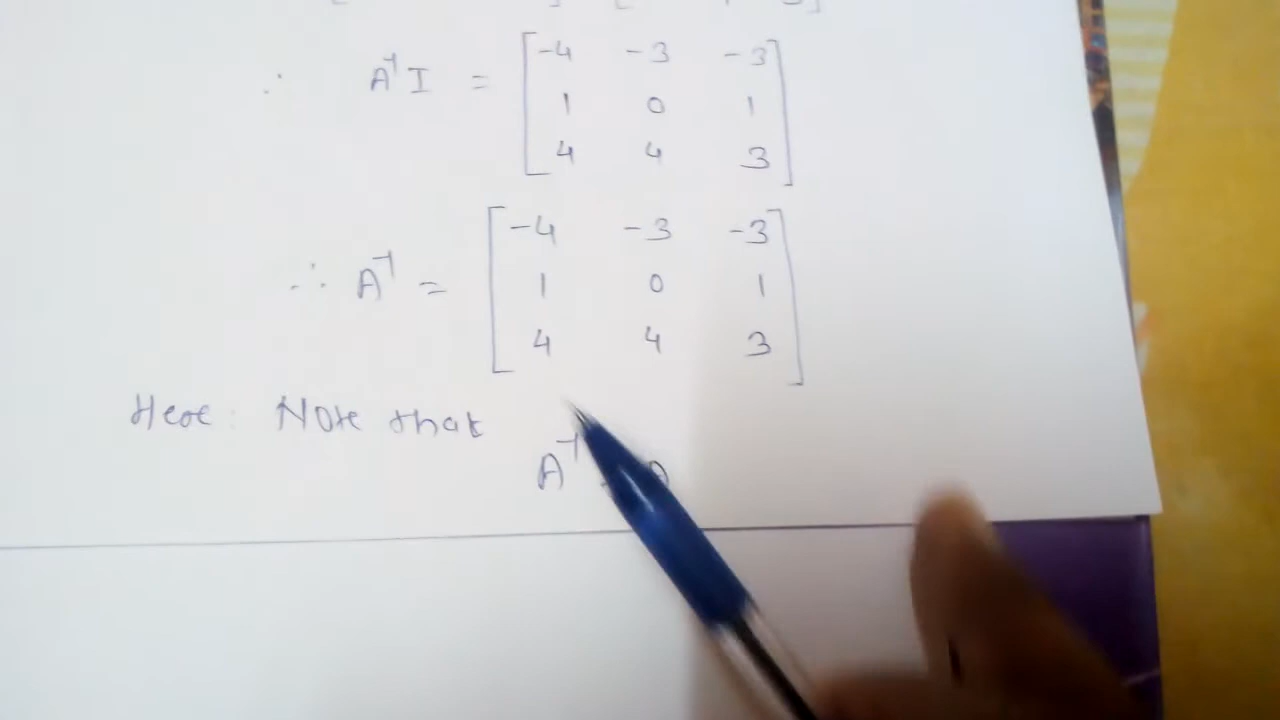 ∴ A⁻¹ I = [ -4 -3 -3
1 0 1
4 4 3 ]
∴ A⁻¹ = [ -4 -3 -3
1 0 1
4 4 3 ]
Here : Note that
A⁻¹ A